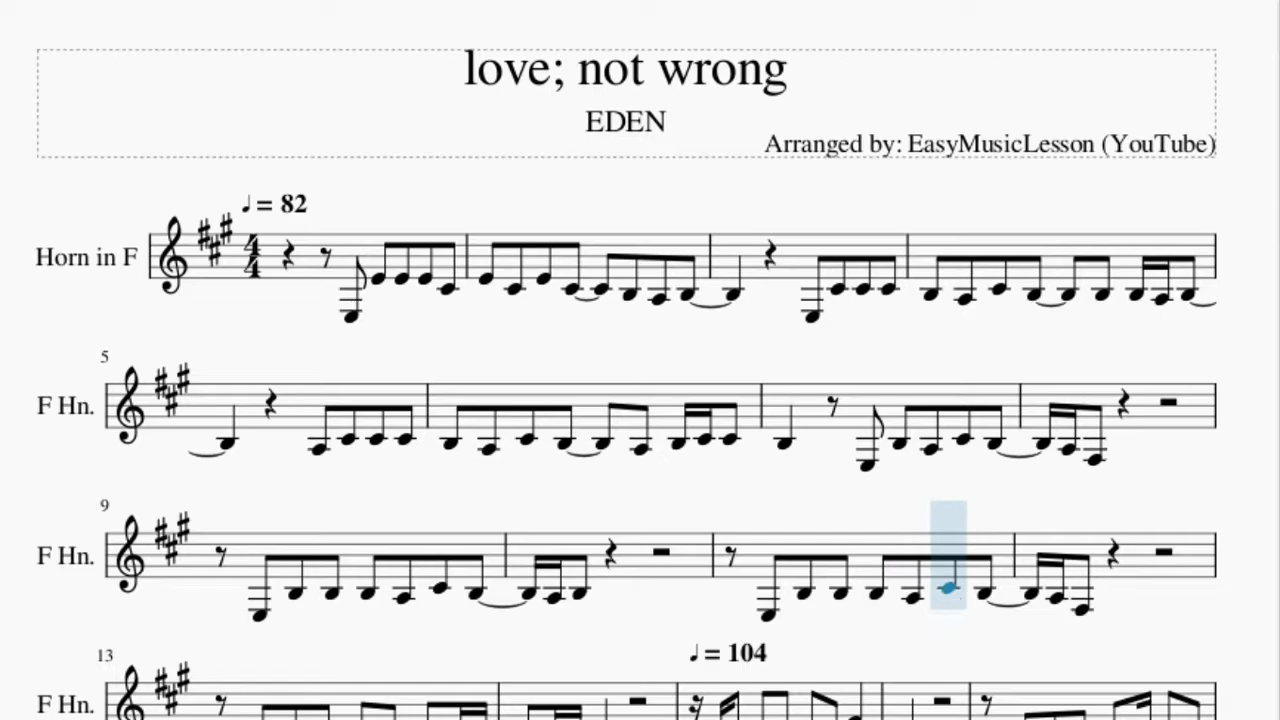 love; not wrong
EDEN
Arranged by: EasyMusicLesson (YouTube)
♩ = 82
Horn in F
4
4
5
F Hn.
9
F Hn.
13
♩ = 104
F Hn.